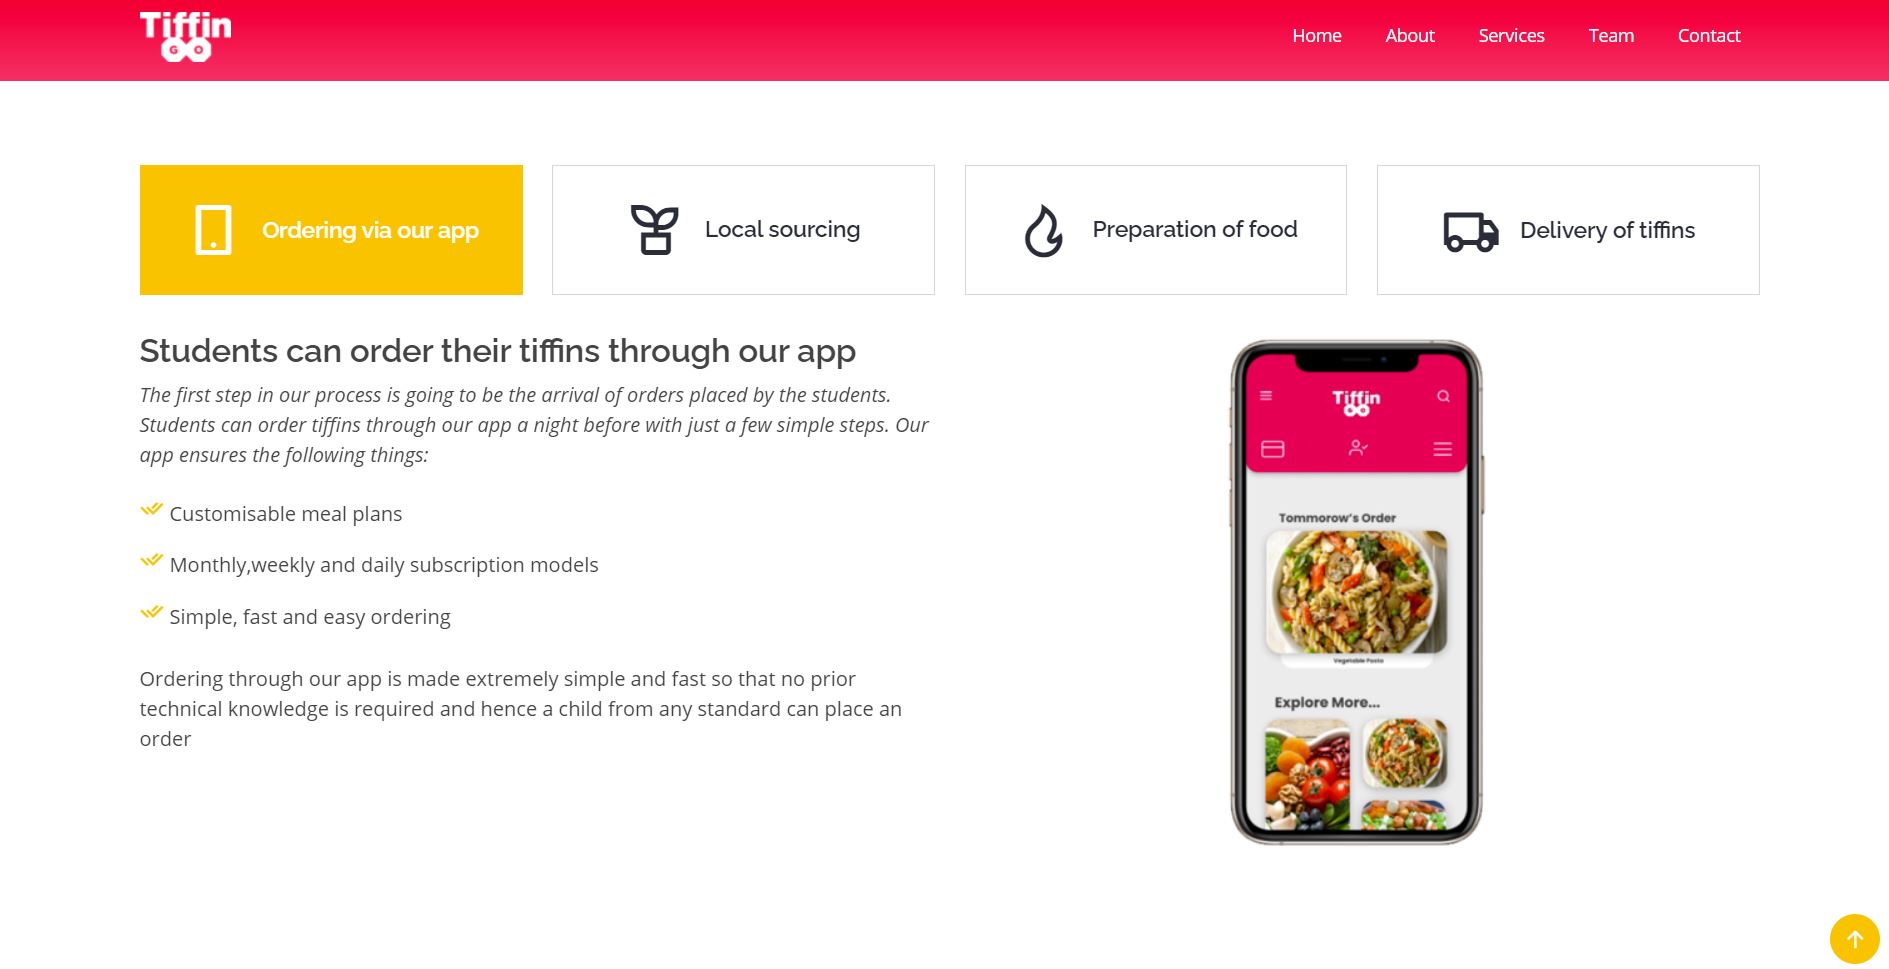 Tiffin
GO
Home
About
Services
Team
Contact
Ordering via our app
Local sourcing
Preparation of food
Delivery of tiffins
Students can order their tiffins through our app
The first step in our process is going to be the arrival of orders placed by the students.
Students can order tiffins through our app a night before with just a few simple steps. Our
app ensures the following things:
Customisable meal plans
Monthly,weekly and daily subscription models
Simple, fast and easy ordering
Ordering through our app is made extremely simple and fast so that no prior
technical knowledge is required and hence a child from any standard can place an
order
Tiffin
GO
Tommorow's Order
Vegetable Pasta
Explore More...